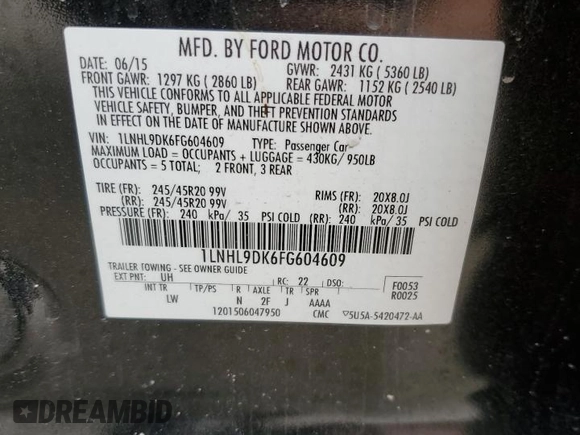 MFD. BY FORD MOTOR CO.
DATE: 06/15 GVWR: 2431 KG ( 5360 LB)
FRONT GAWR: 1297 KG ( 2860 LB) REAR GAWR: 1152 KG ( 2540 LB)
THIS VEHICLE CONFORMS TO ALL APPLICABLE FEDERAL MOTOR
VEHICLE SAFETY, BUMPER, AND THEFT PREVENTION STANDARDS
IN EFFECT ON THE DATE OF MANUFACTURE SHOWN ABOVE.
VIN: 1LNHL9DK6FG604609 TYPE: Passenger Car
MAXIMUM LOAD = OCCUPANTS + LUGGAGE = 430KG/ 950LB
OCCUPANTS = 5 TOTAL; 2 FRONT, 3 REAR
TIRE (FR): 245/45R20 99V RIMS (FR): 20X8.0J
(RR): 245/45R20 99V (RR): 20X8.0J
PRESSURE (FR): 240 kPa/ 35 PSI COLD (RR): 240 kPa/ 35 PSI COLD
1LNHL9DK6FG604609
TRAILER TOWING - SEE OWNER GUIDE
EXT PNT: UH RC: 22 DSO: F0053
INT TR TP/PS R AXLE TR SPR R0025
LW N 2F J AAAA
1201506047950 CMC 5U5A-5420472-AA
DREAMBID